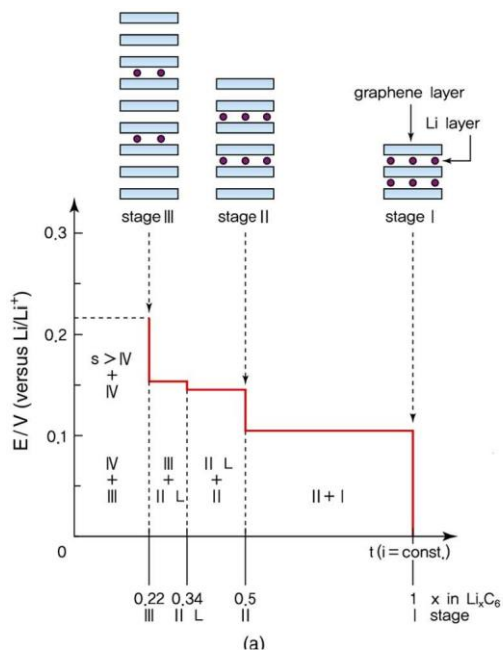 graphene layer
Li layer
stage Ⅲ
stage Ⅱ
stage Ⅰ
E/V (versus Li/Li⁺)
0.3
0.2
0.1
0
s >Ⅳ
+
Ⅳ
Ⅳ
+
Ⅲ
Ⅲ
+
Ⅱ L
Ⅱ L
+
Ⅱ
Ⅱ + Ⅰ
t (i = const.)
0.22 0.34 0.5 1 x in LiₓC₆
Ⅲ Ⅱ L Ⅱ Ⅰ stage
(a)